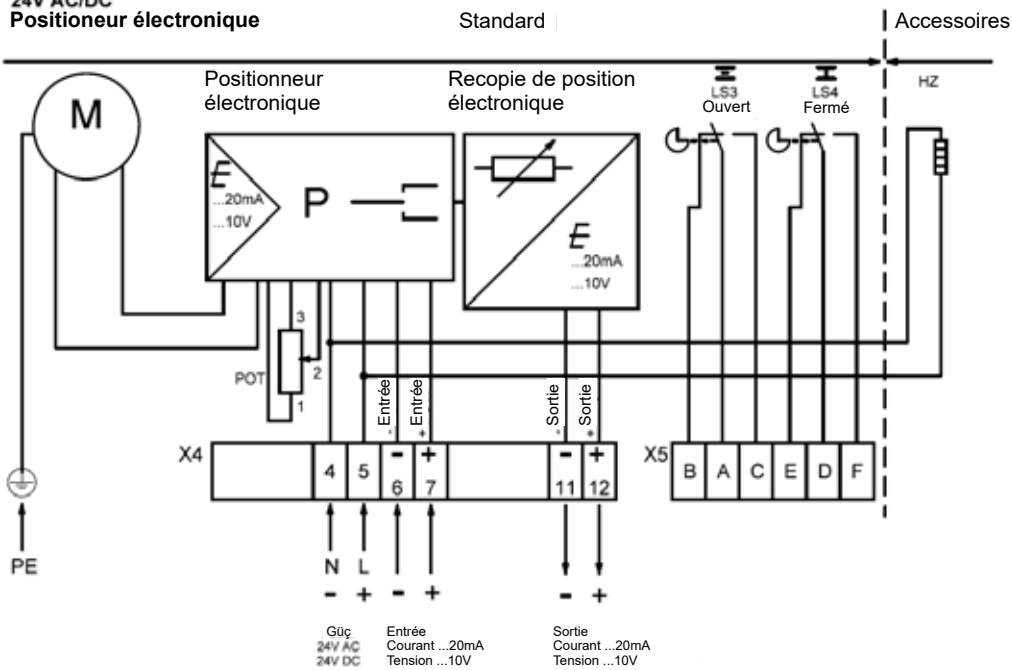 24V AC/DC
Positioneur électronique
Standard
Accessoires
M
Positionneur
électronique
Recopie de position
électronique
LS3
Ouvert
LS4
Fermé
HZ
E
...20mA
...10V
P
E
...20mA
...10V
POT
3
2
1
Entrée -
Entrée +
Sortie -
Sortie +
X4
4
5
- 6
+ 7
- 11
+ 12
X5
B A C E D F
PE
N L
- + - + - +
Güç
24V AC
24V DC
Entrée
Courant ...20mA
Tension ...10V
Sortie
Courant ...20mA
Tension ...10V